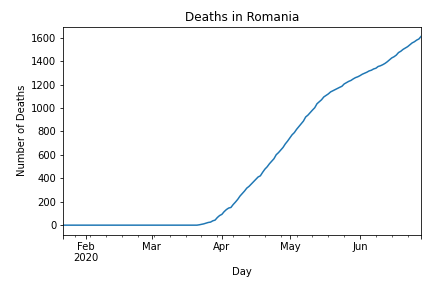 Deaths in Romania
Number of Deaths
1600
1400
1200
1000
800
600
400
200
0
Feb
2020
Mar
Apr
May
Jun
Day